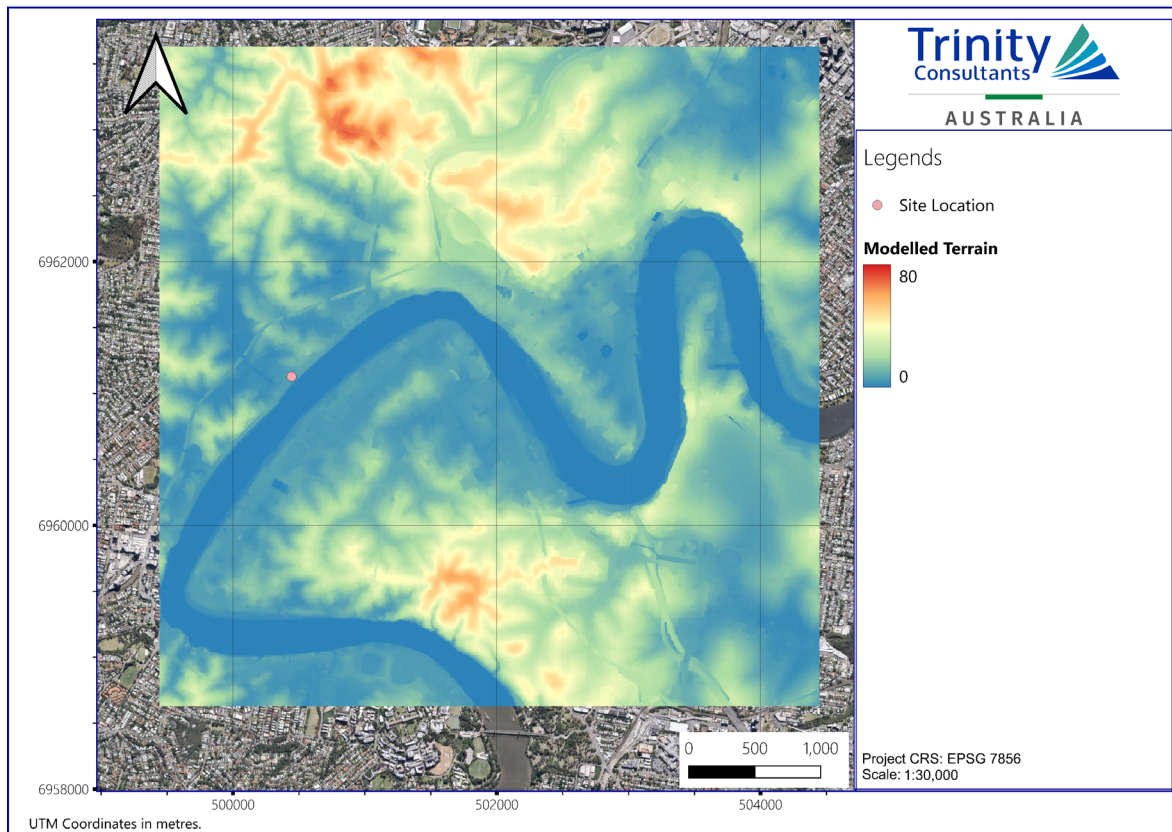 Trinity
Consultants
AUSTRALIA
Legends
Site Location
Modelled Terrain
80
0
6962000
6960000
6958000
500000
502000
504000
0 500 1,000
Project CRS: EPSG 7856
Scale: 1:30,000
UTM Coordinates in metres.